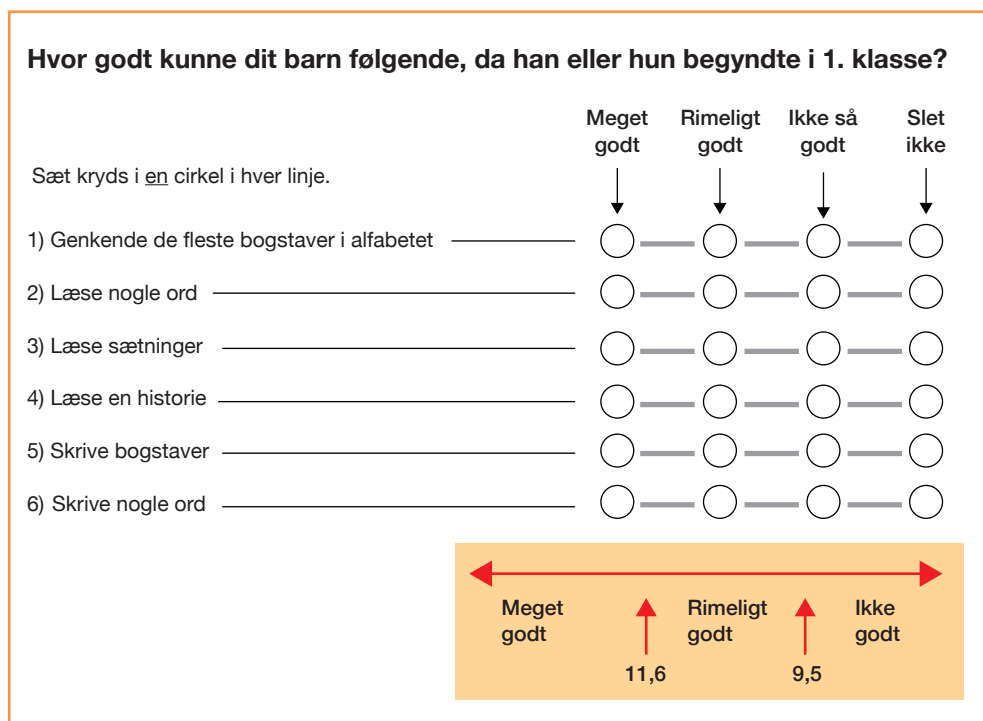 Hvor godt kunne dit barn følgende, da han eller hun begyndte i 1. klasse?
Meget godt
Rimeligt godt
Ikke så godt
Slet ikke
Sæt kryds i en cirkel i hver linje.
1) Genkende de fleste bogstaver i alfabetet
2) Læse nogle ord
3) Læse sætninger
4) Læse en historie
5) Skrive bogstaver
6) Skrive nogle ord
Meget godt
Rimeligt godt
Ikke godt
11,6
9,5